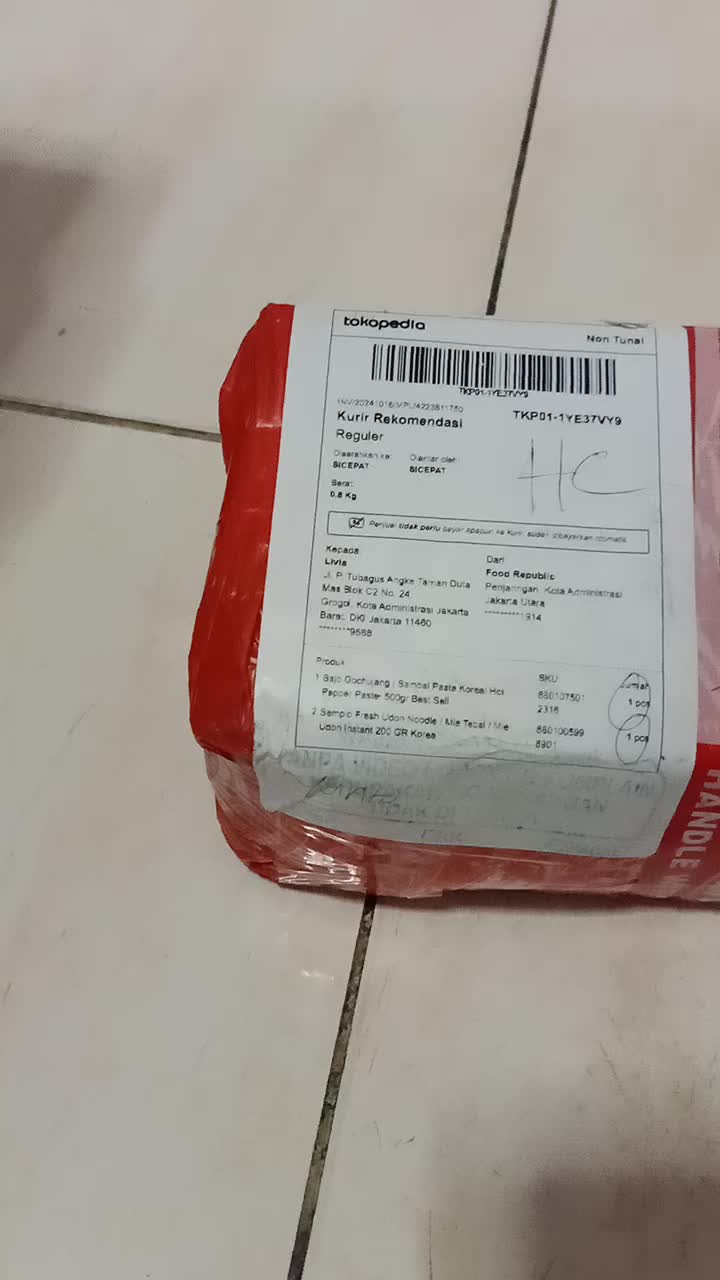 tokopedia
Non Tunai
TKP01-1YE37VY9
INV/20241016/MPL/4223811760
Kurir Rekomendasi
TKP01-1YE37VY9
Reguler
Diserahkan ke:
Diantar oleh:
SICEPAT
SICEPAT
HC
Berat:
0.8 Kg
Penjual tidak perlu bayar apapun ke kurir, sudah dibayarkan otomatis
Kepada
Dari
Livia
Food Republic
Jl. P. Tubagus Angke Taman Duta
Penjaringan, Kota Administrasi
Mas Blok C2 No. 24
Jakarta Utara
Grogol, Kota Administrasi Jakarta
*******1914
Barat, DKI Jakarta 11460
*******9588
Produk
SKU
Jumlah
1 Bajo Gochujang / Sambal Pasta Korea/ Hot
880107501
1 pcs
Pepper Paste- 500g/ Best Sell
2316
2 Sempio Fresh Udon Noodle / Mie Tebal / Mie
880100599
1 pcs
Udon Instant 200 GR Korea
8901
HANDLE